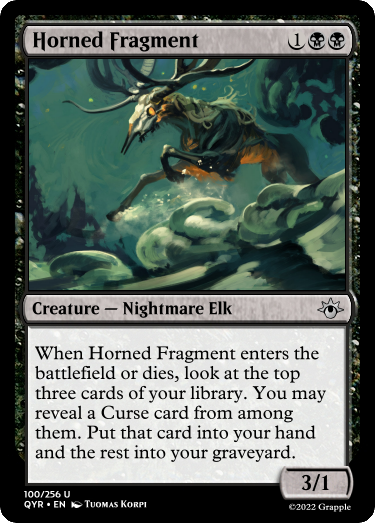 Horned Fragment 1
Creature — Nightmare Elk
When Horned Fragment enters the
battlefield or dies, look at the top
three cards of your library. You may
reveal a Curse card from among
them. Put that card into your hand
and the rest into your graveyard.
3/1
100/256 U
QYR • EN Tuomas Korpi
©2022 Grapple